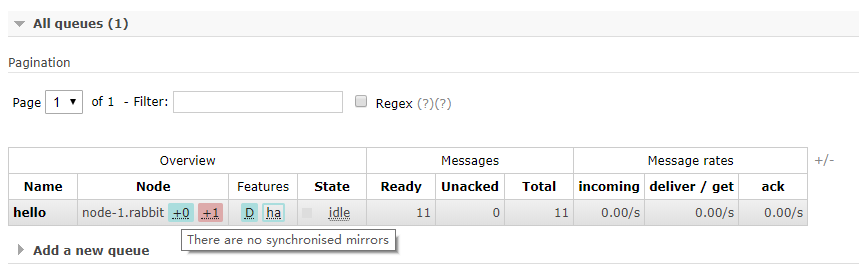 All queues (1)
Pagination
Page 1 of 1 - Filter: Regex (?)(?)
Overview Messages Message rates +/-
Name Node Features State Ready Unacked Total incoming deliver / get ack
hello node-1.rabbit +0 +1 D ha idle 11 0 11 0.00/s 0.00/s 0.00/s
There are no synchronised mirrors
Add a new queue